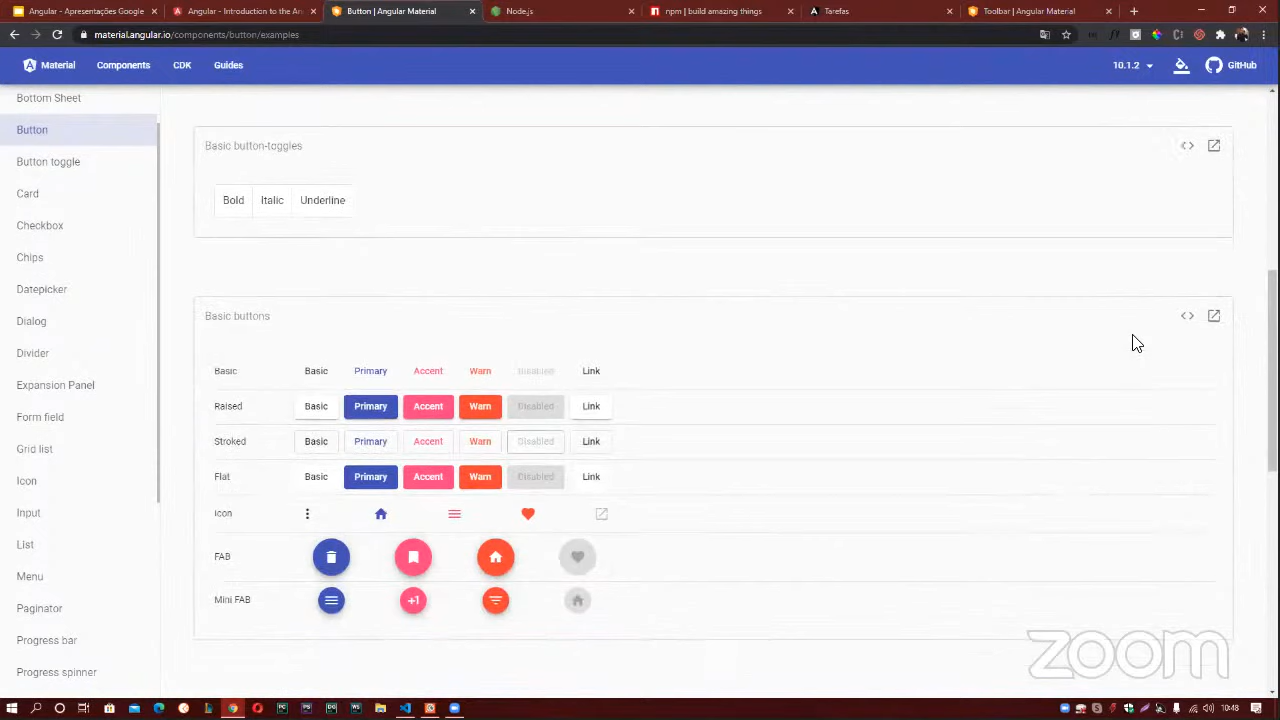 Angular - Apresentações Google
Angular - Introduction to the An
Button | Angular Material
Node.js
npm | build amazing things
Tarefas
Toolbar | Angular Material
material.angular.io/components/button/examples
Material
Components
CDK
Guides
10.1.2
GitHub
Bottom Sheet
Button
Button toggle
Card
Checkbox
Chips
Datepicker
Dialog
Divider
Expansion Panel
Form field
Grid list
Icon
Input
List
Menu
Paginator
Progress bar
Progress spinner
Basic button-toggles
Bold Italic Underline
Basic buttons
Basic Basic Primary Accent Warn Disabled Link
Raised Basic Primary Accent Warn Disabled Link
Stroked Basic Primary Accent Warn Disabled Link
Flat Basic Primary Accent Warn Disabled Link
Icon
FAB
Mini FAB +1
zoom
10:48